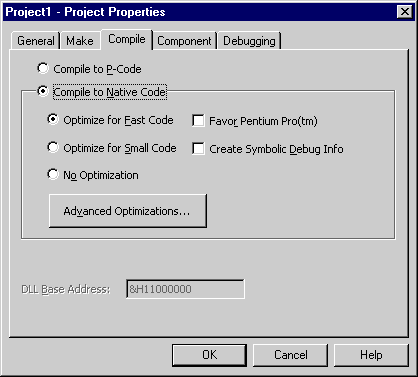 Project1 - Project Properties
General Make Compile Component Debugging
Compile to P-Code
Compile to Native Code
Optimize for Fast Code Favor Pentium Pro(tm)
Optimize for Small Code Create Symbolic Debug Info
No Optimization
Advanced Optimizations...
DLL Base Address: &H11000000
OK Cancel Help